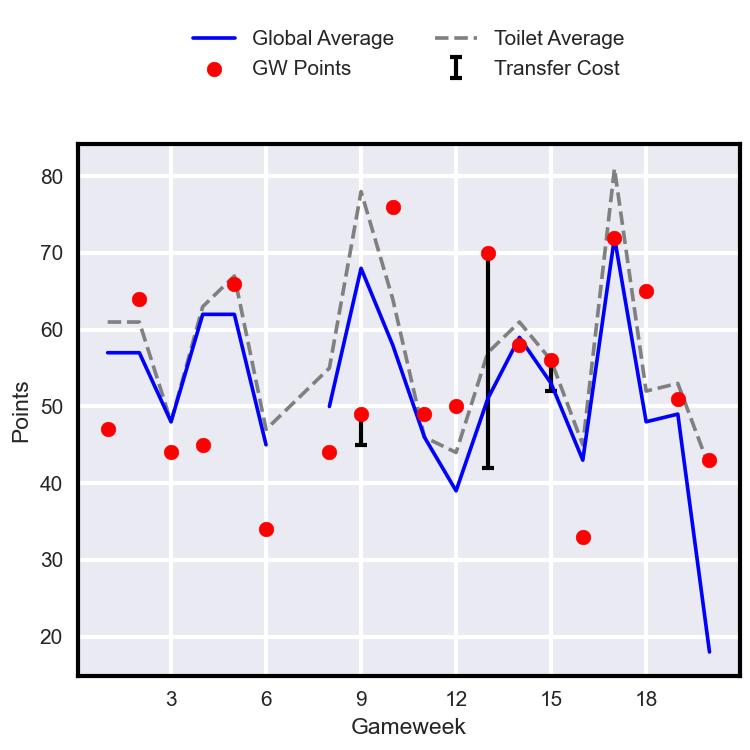 Global Average
Toilet Average
GW Points
Transfer Cost
80
70
60
50
40
30
20
Points
3 6 9 12 15 18
Gameweek